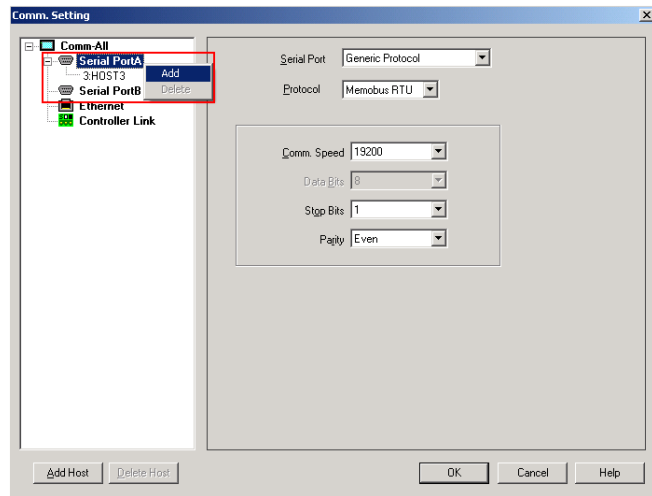 Comm. Setting
Comm-All
Serial PortA
3:HOST3
Serial PortB
Ethernet
Controller Link
Add
Delete
Serial Port Generic Protocol
Protocol Memobus RTU
Comm. Speed 19200
Data Bits 8
Stop Bits 1
Parity Even
Add Host Delete Host OK Cancel Help